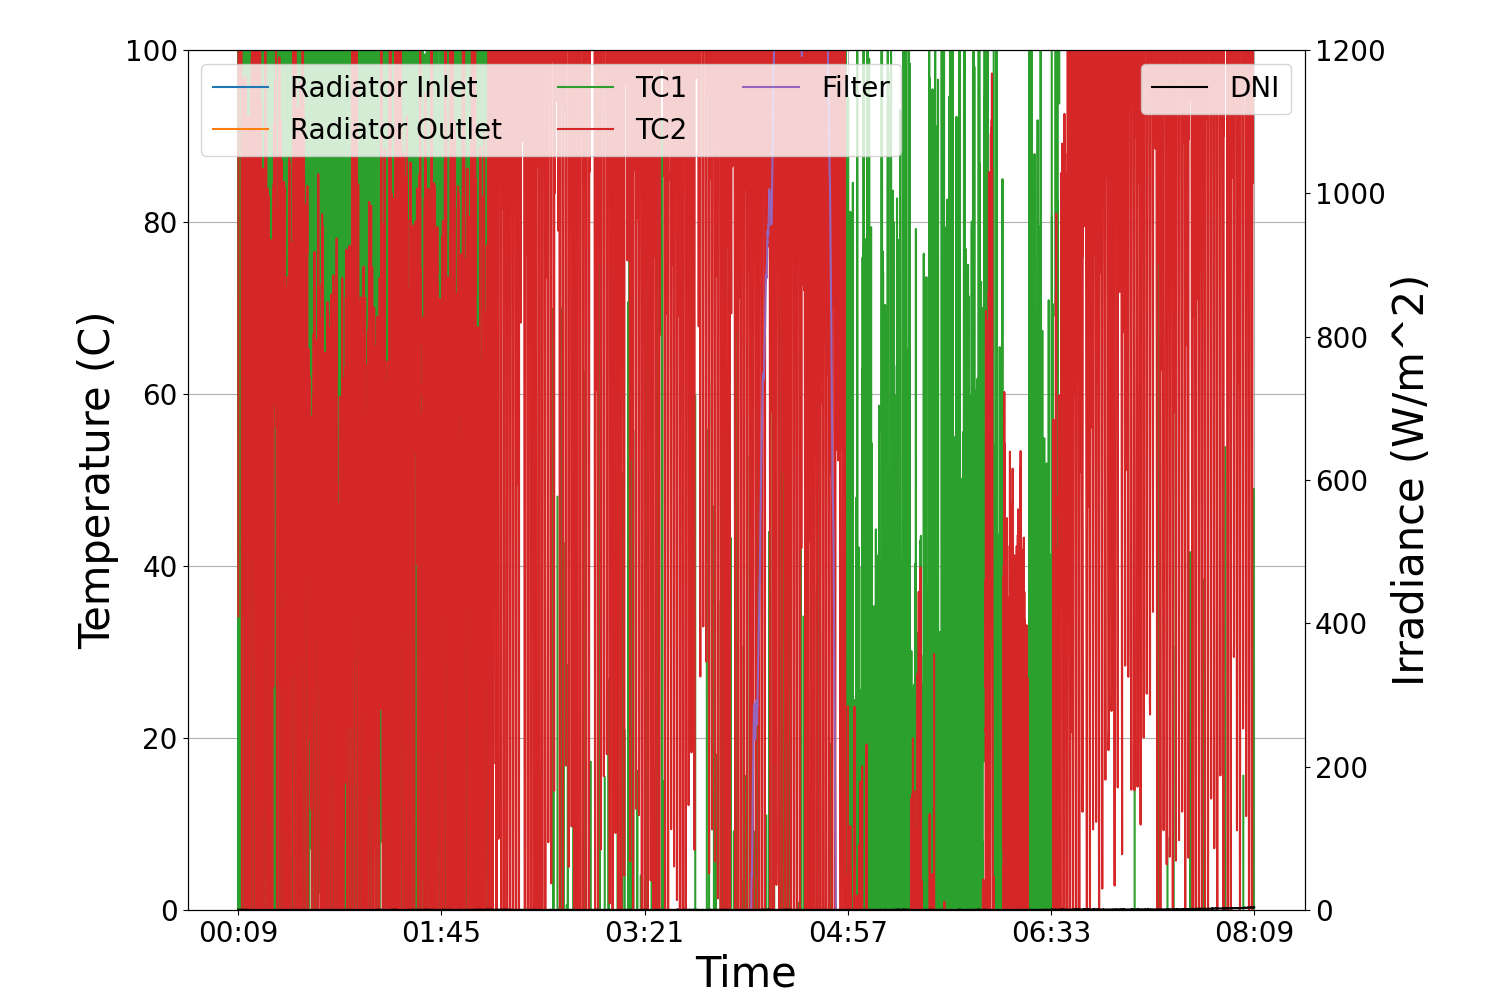 100
80
60
40
20
0
Temperature (C)
Radiator Inlet
Radiator Outlet
TC1
TC2
Filter
DNI
1200
1000
800
600
400
200
0
Irradiance (W/m^2)
00:09
01:45
03:21
04:57
06:33
08:09
Time